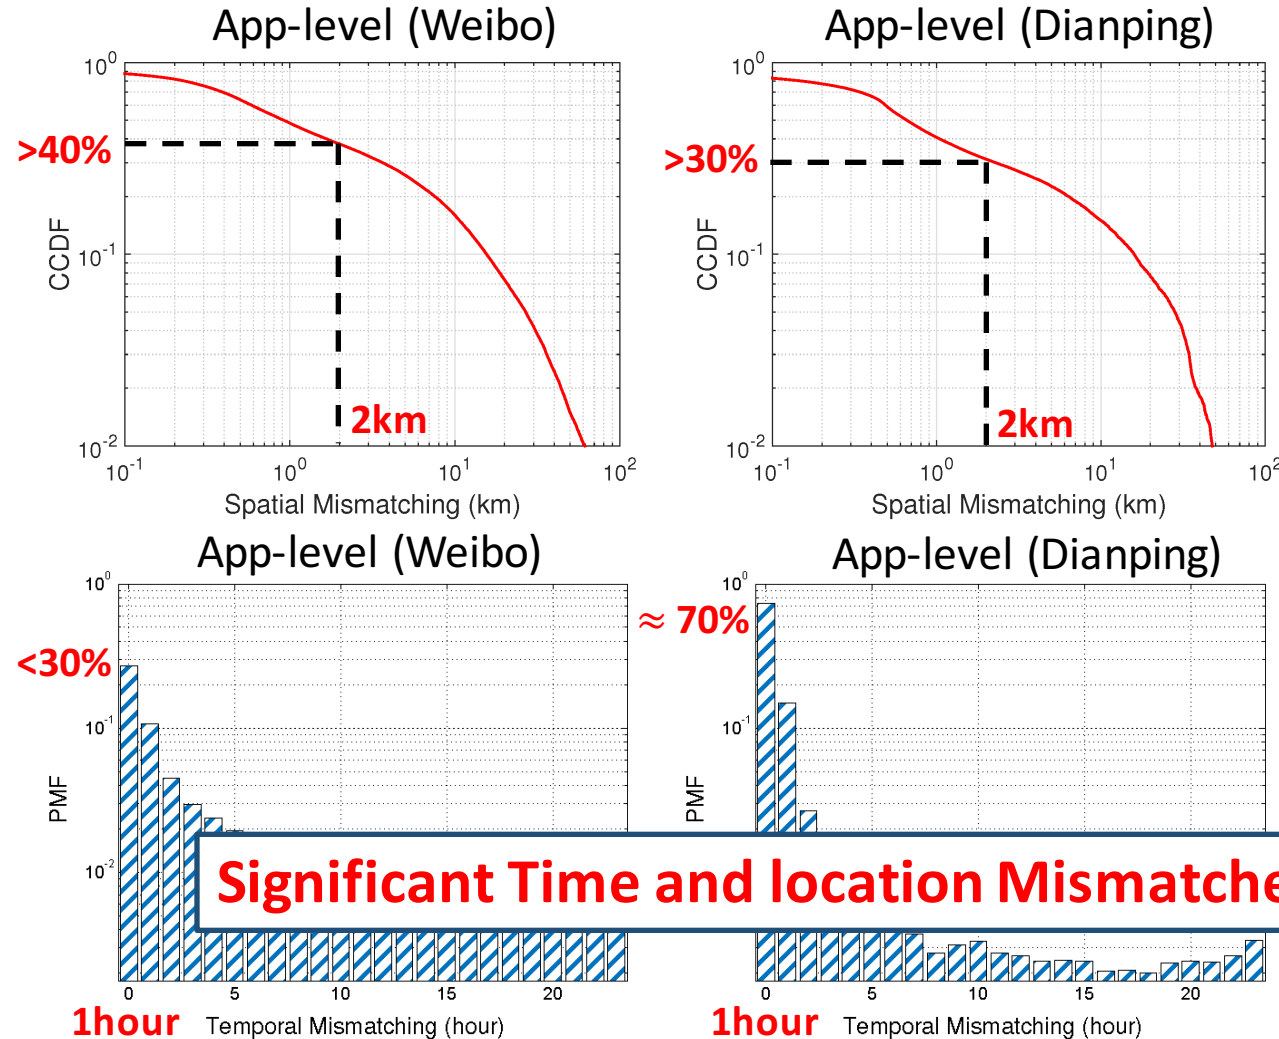 App-level (Weibo)
10^0
>40%
CCDF
10^-1
2km
10^-2
10^-1 10^0 10^1 10^2
Spatial Mismatching (km)
App-level (Dianping)
10^0
>30%
CCDF
10^-1
2km
10^-2
10^-1 10^0 10^1 10^2
Spatial Mismatching (km)
App-level (Weibo)
10^0
<30%
10^-1
PMF
10^-2
0 5 10 15 20
1hour Temporal Mismatching (hour)
App-level (Dianping)
10^0
≈ 70%
10^-1
PMF
0 5 10 15 20
1hour Temporal Mismatching (hour)
Significant Time and location Mismatche